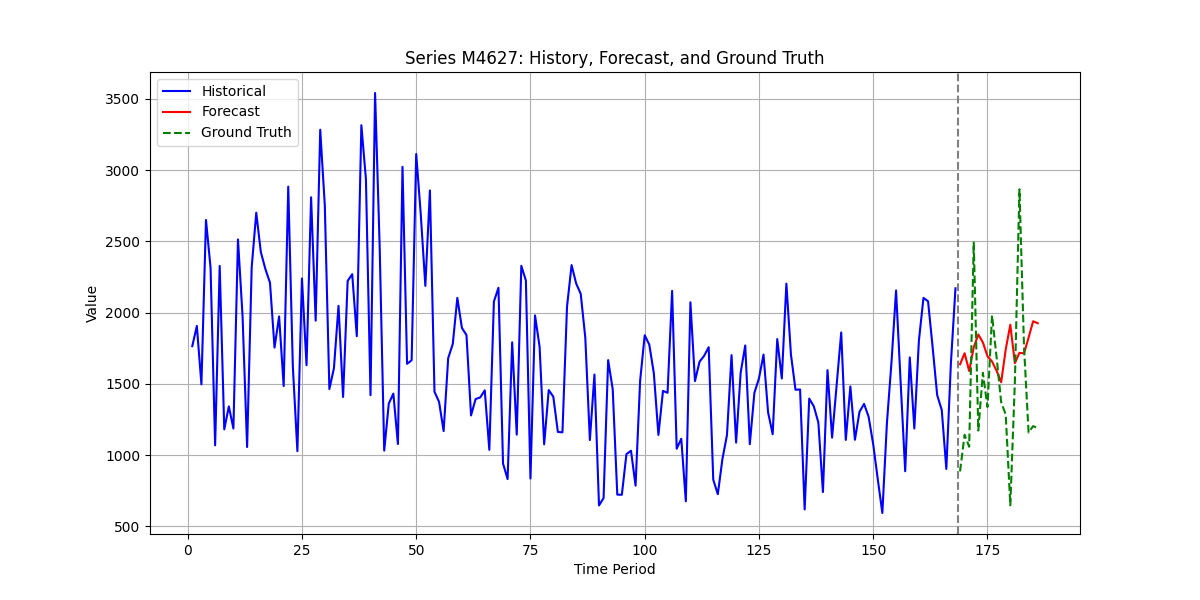 Series M4627: History, Forecast, and Ground Truth
Historical
Forecast
Ground Truth
Value
3500
3000
2500
2000
1500
1000
500
0 25 50 75 100 125 150 175
Time Period